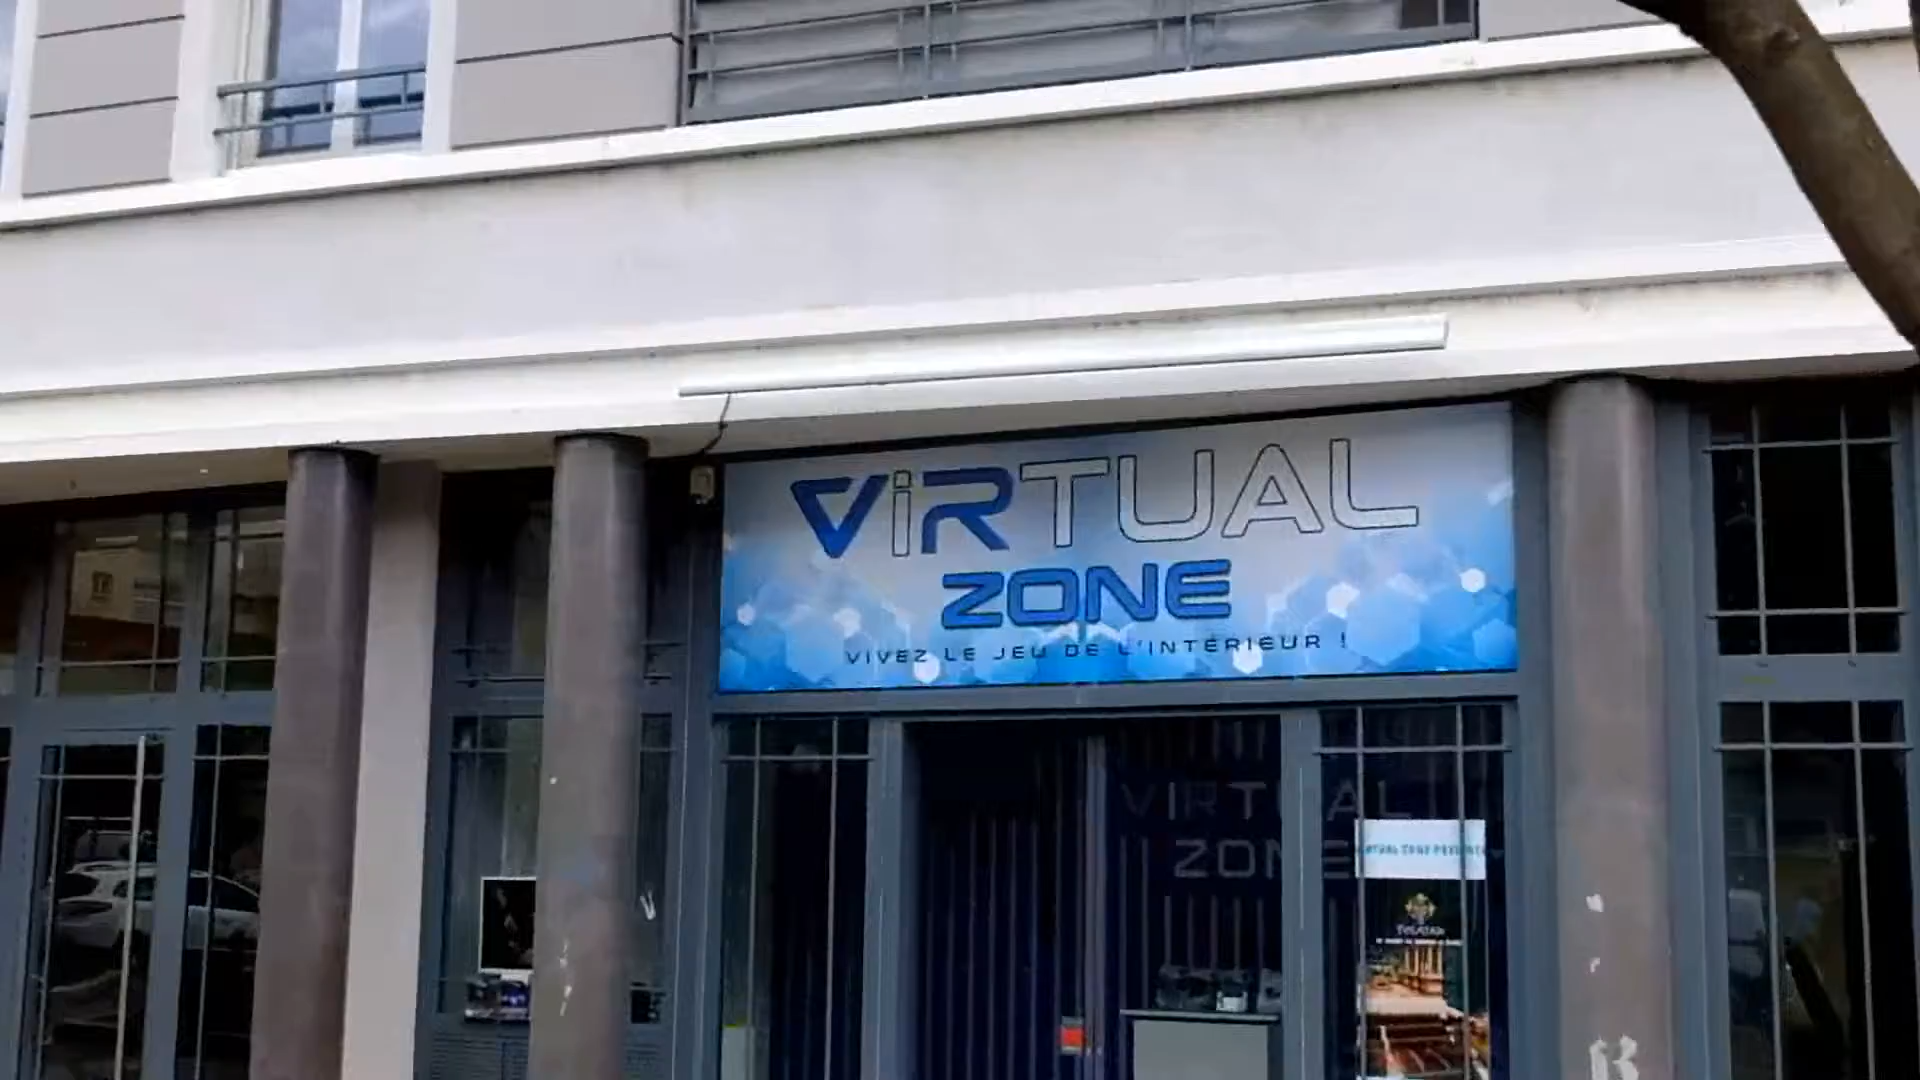 ViRTUAL
ZONE
VIVEZ LE JEU DE L'INTÉRIEUR !
VIRTUAL
ZONE